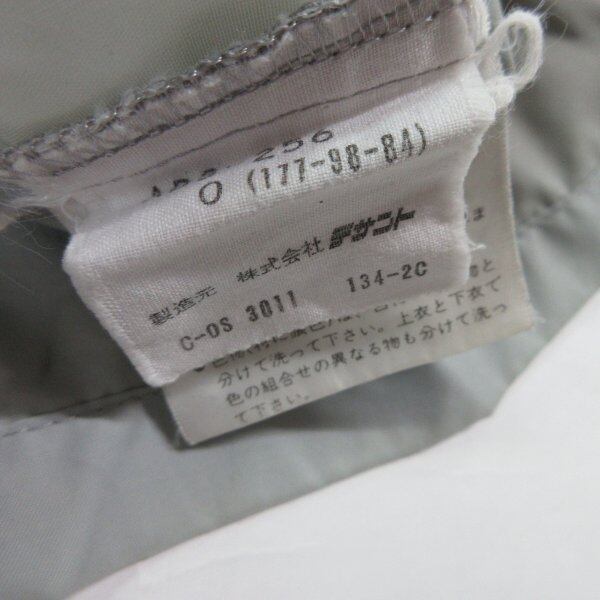 256
O (177-98-84)
製造元 株式会社 デサント
C-OS 3011 134-2C
分けて洗って下さい。上衣と下衣で
色の組合せの異なる物も分けて洗っ
て下さい。